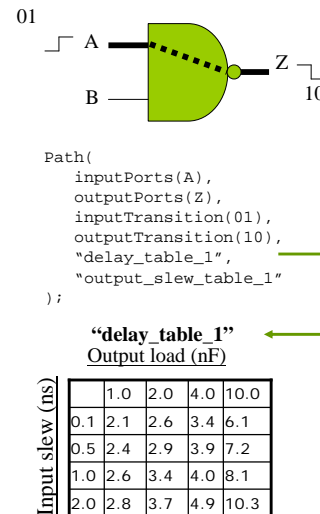 01
A
Z
10
B
Path(
inputPorts(A),
outputPorts(Z),
inputTransition(01),
outputTransition(10),
“delay_table_1”,
“output_slew_table_1”
);
“delay_table_1”
Output load (nF)
Input slew (ns)
1.0 2.0 4.0 10.0
0.1 2.1 2.6 3.4 6.1
0.5 2.4 2.9 3.9 7.2
1.0 2.6 3.4 4.0 8.1
2.0 2.8 3.7 4.9 10.3